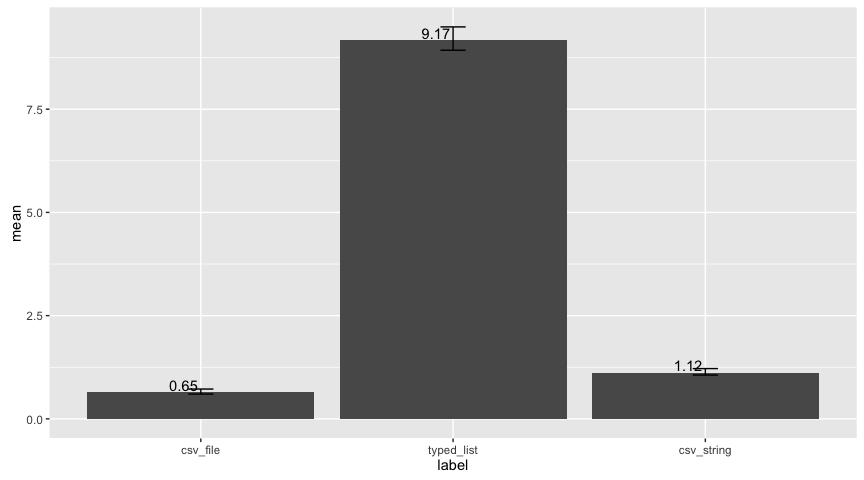 9.17
7.5
mean
5.0
2.5
1.12
0.65
0.0
csv_file
typed_list
csv_string
label